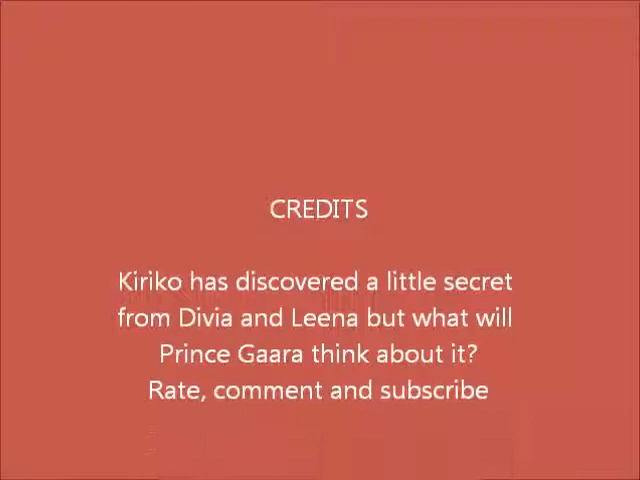 CREDITS
Kiriko has discovered a little secret
from Divia and Leena but what will
Prince Gaara think about it?
Rate, comment and subscribe